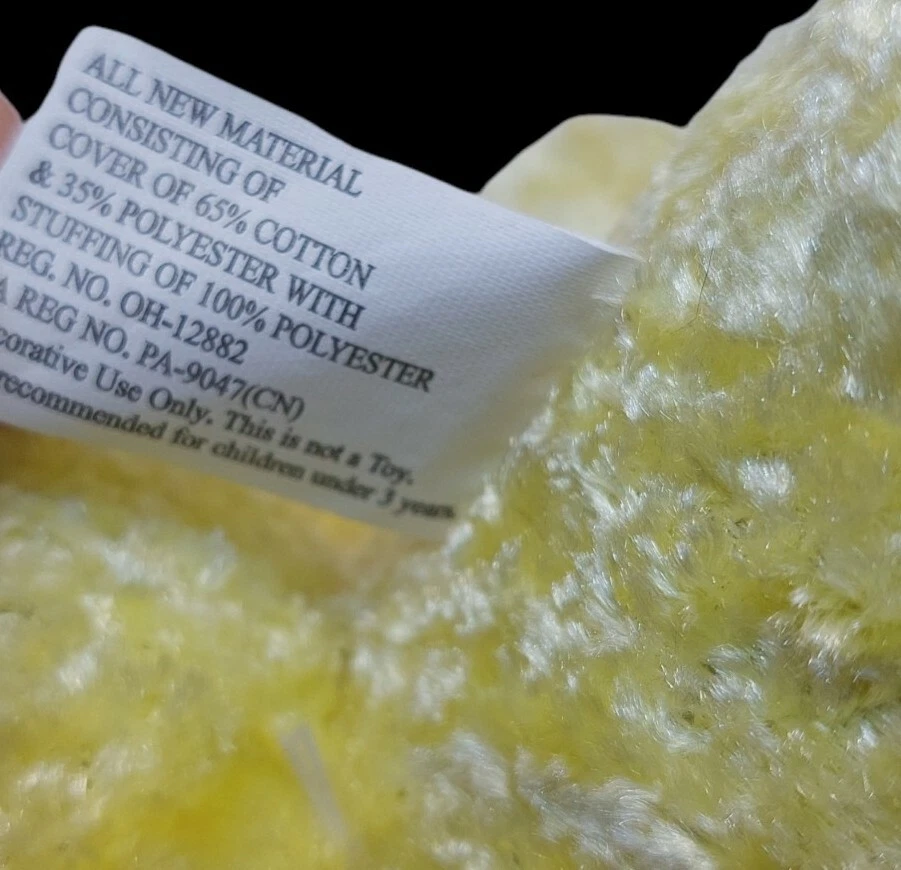 ALL NEW MATERIAL
CONSISTING OF
COVER OF 65% COTTON
& 35% POLYESTER WITH
STUFFING OF 100% POLYESTER
REG. NO. OH-12882
A REG NO. PA-9047(CN)
corative Use Only. This is not a Toy.
recommended for children under 3 years.